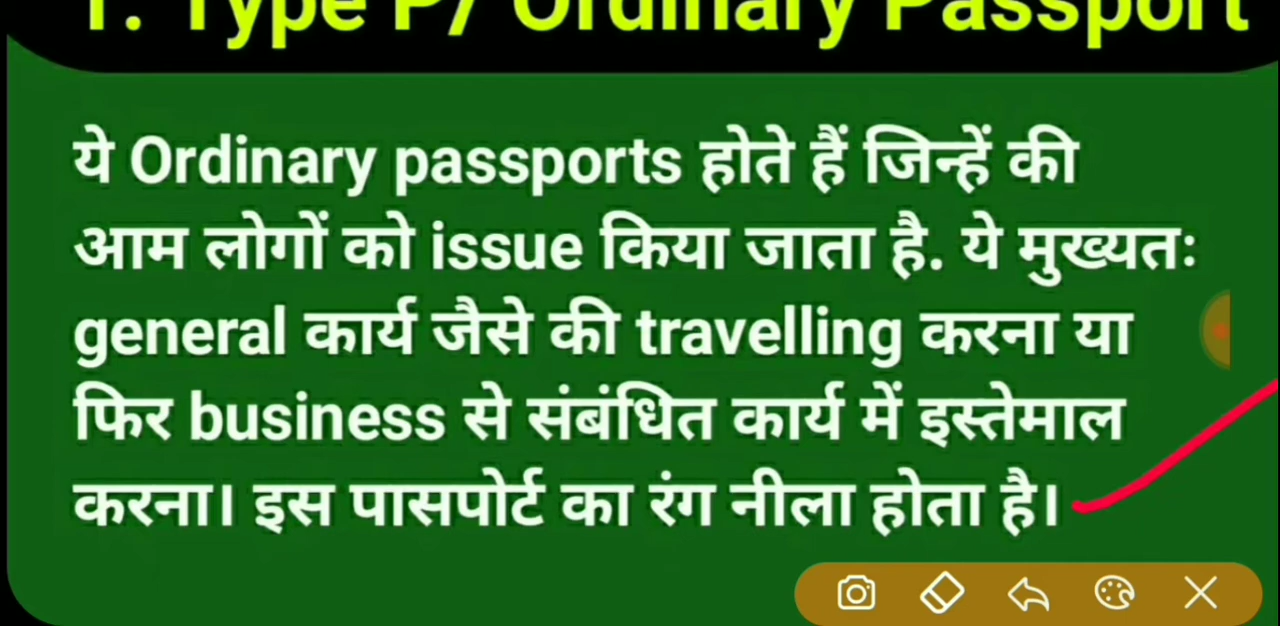 1. Type P/ Ordinary Passport
ये Ordinary passports होते हैं जिन्हें की
आम लोगों को issue किया जाता है. ये मुख्यतः
general कार्य जैसे की travelling करना या
फिर business से संबंधित कार्य में इस्तेमाल
करना। इस पासपोर्ट का रंग नीला होता है।